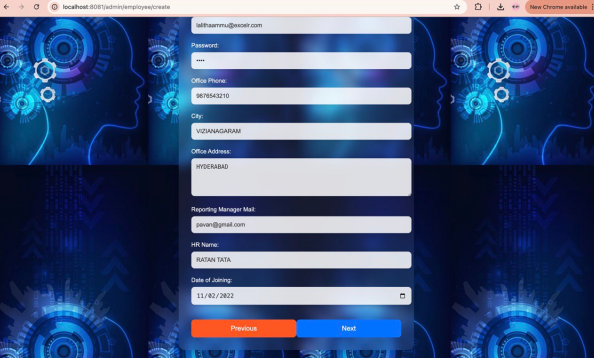 localhost:8081/admin/employee/create
New Chrome available
lalithaammu@excelr.com
Password:
••••
Office Phone:
9876543210
City:
VIZIANAGARAM
Office Address:
HYDERABAD
Reporting Manager Mail:
pavan@gmail.com
HR Name:
RATAN TATA
Date of Joining:
11/02/2022
Previous
Next